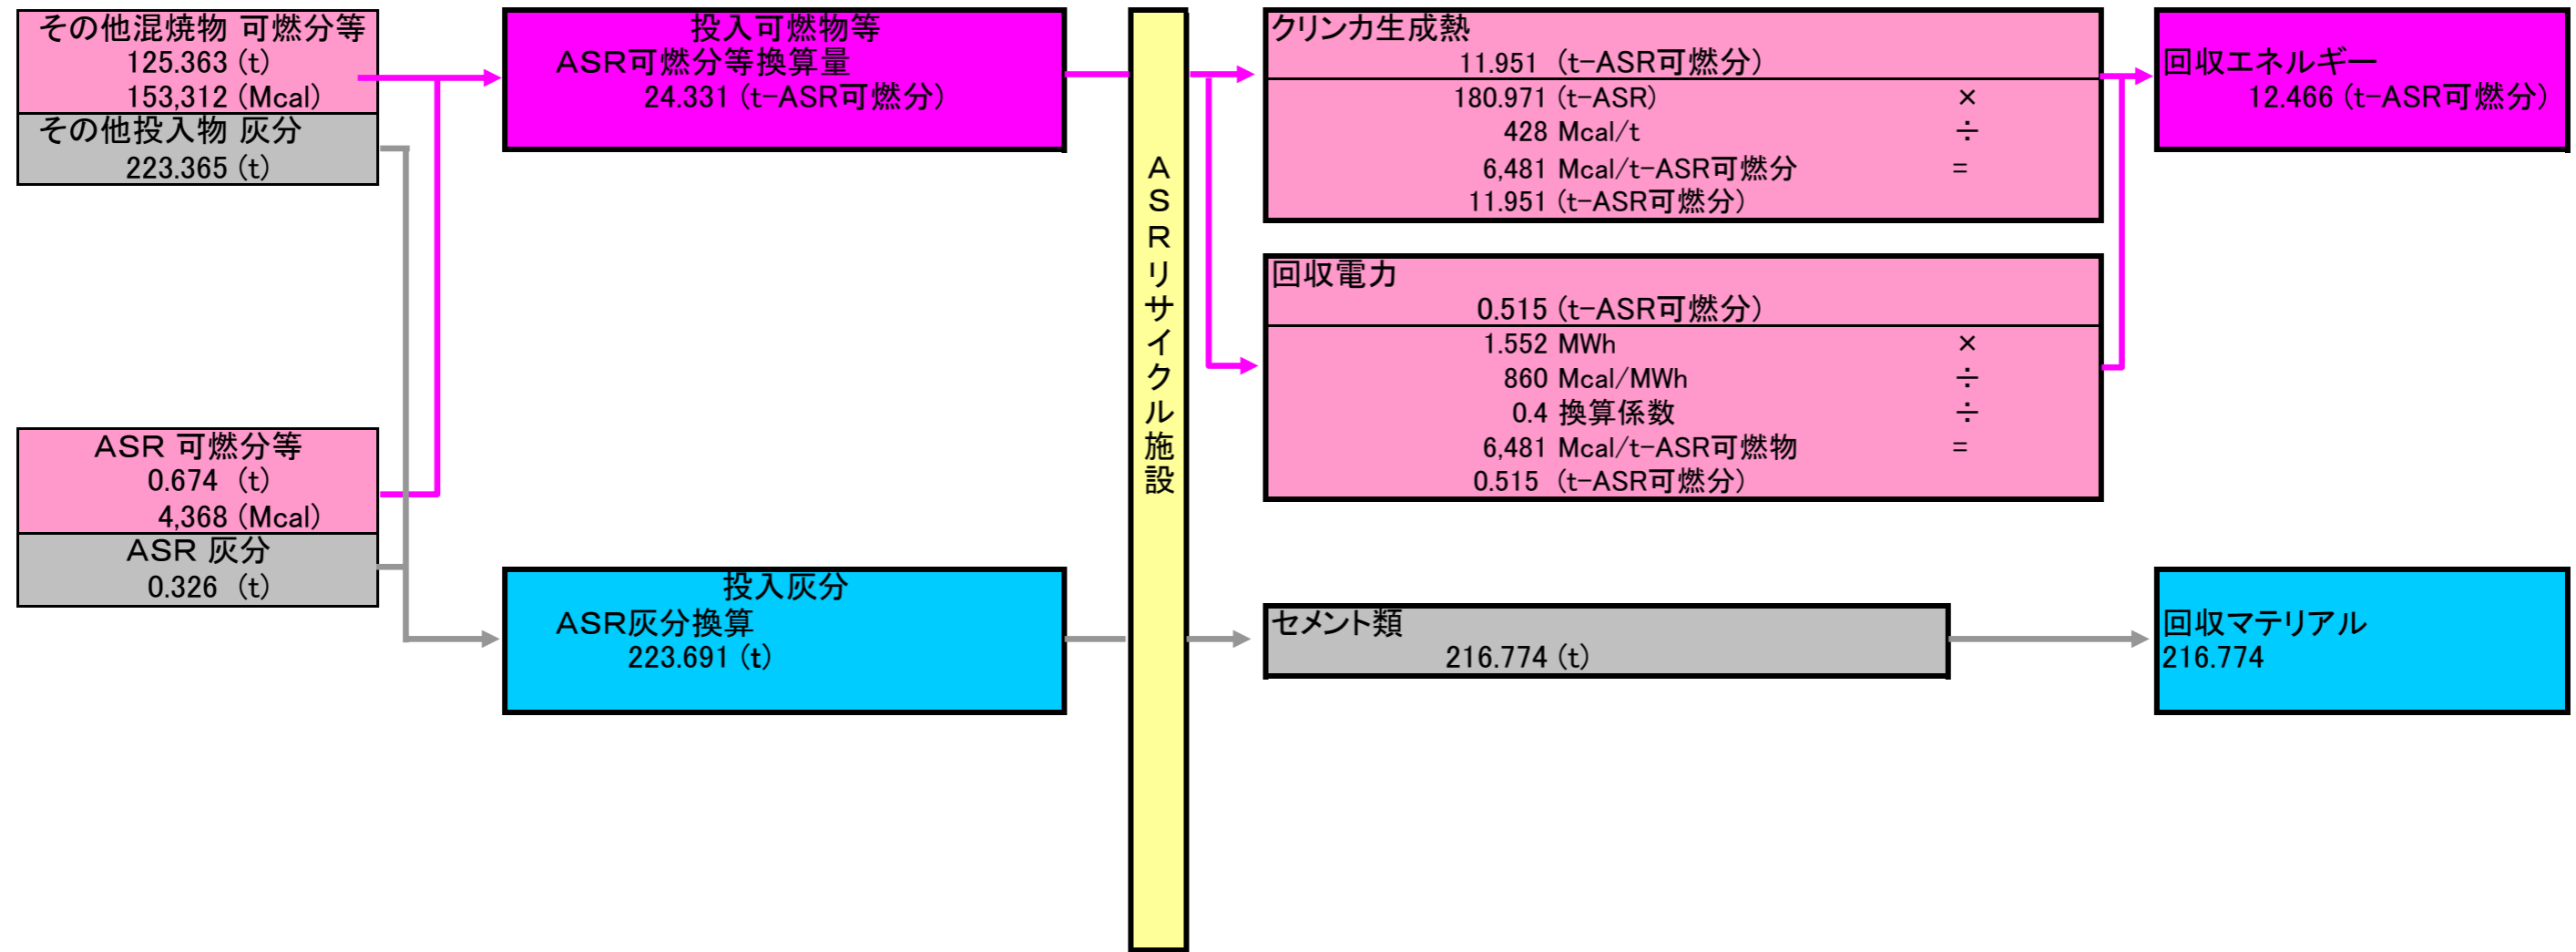 その他混焼物 可燃分等
125.363 (t)
153,312 (Mcal)
その他投入物 灰分
223.365 (t)
ASR 可燃分等
0.674 (t)
4,368 (Mcal)
ASR 灰分
0.326 (t)
投入可燃物等
ASR可燃分等換算量
24.331 (t-ASR可燃分)
投入灰分
ASR灰分換算
223.691 (t)
ASRリサイクル施設
クリンカ生成熱
11.951 (t-ASR可燃分)
180.971 (t-ASR) ×
428 Mcal/t ÷
6,481 Mcal/t-ASR可燃分 =
11.951 (t-ASR可燃分)
回収電力
0.515 (t-ASR可燃分)
1.552 MWh ×
860 Mcal/MWh ÷
0.4 換算係数 ÷
6,481 Mcal/t-ASR可燃物 =
0.515 (t-ASR可燃分)
セメント類
216.774 (t)
回収エネルギー
12.466 (t-ASR可燃分)
回収マテリアル
216.774